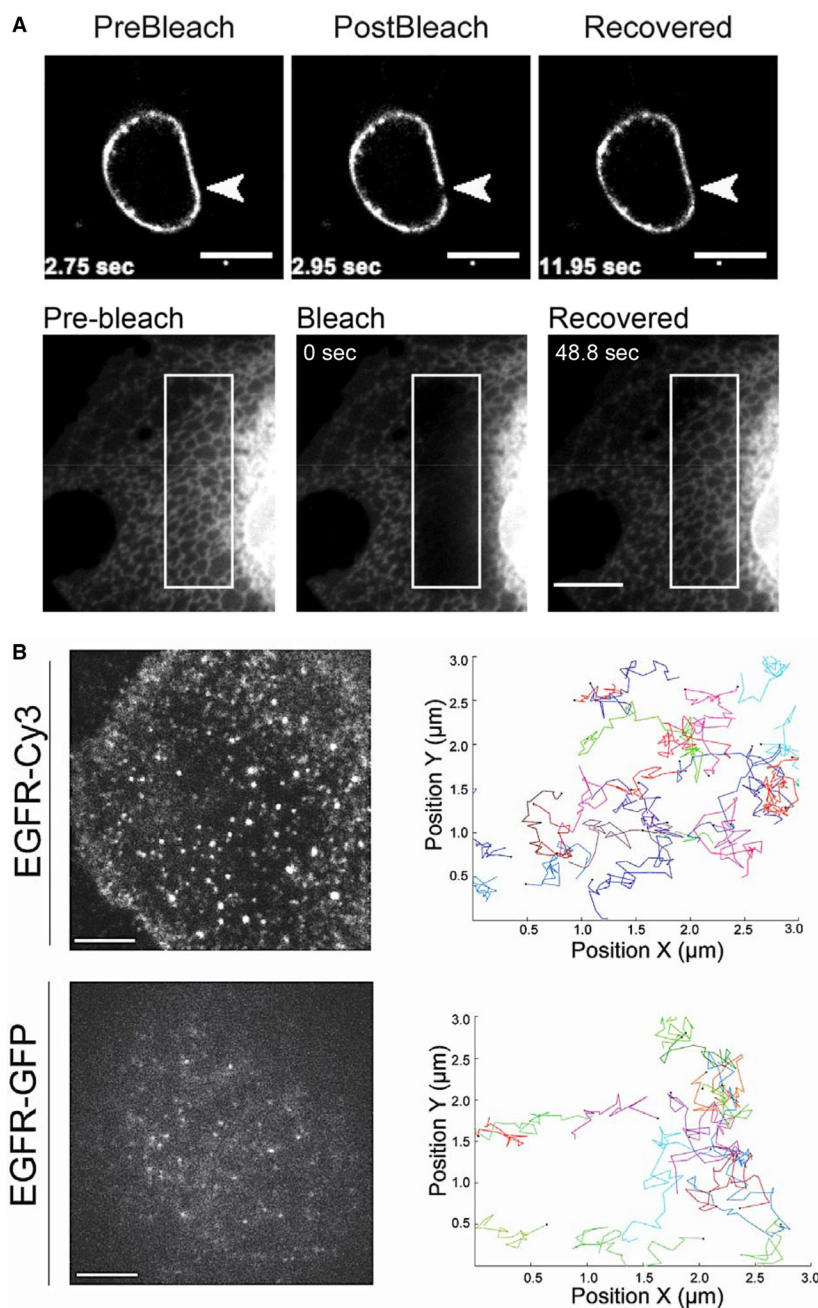 A
PreBleach PostBleach Recovered
2.75 sec 2.95 sec 11.95 sec
Pre-bleach Bleach Recovered
0 sec 48.8 sec
B
EGFR-Cy3
Position Y (µm)
3.0
2.5
2.0
1.5
1.0
0.5
0.5 1.0 1.5 2.0 2.5 3.0
Position X (µm)
EGFR-GFP
Position Y (µm)
3.0
2.5
2.0
1.5
1.0
0.5
0.5 1.0 1.5 2.0 2.5 3.0
Position X (µm)